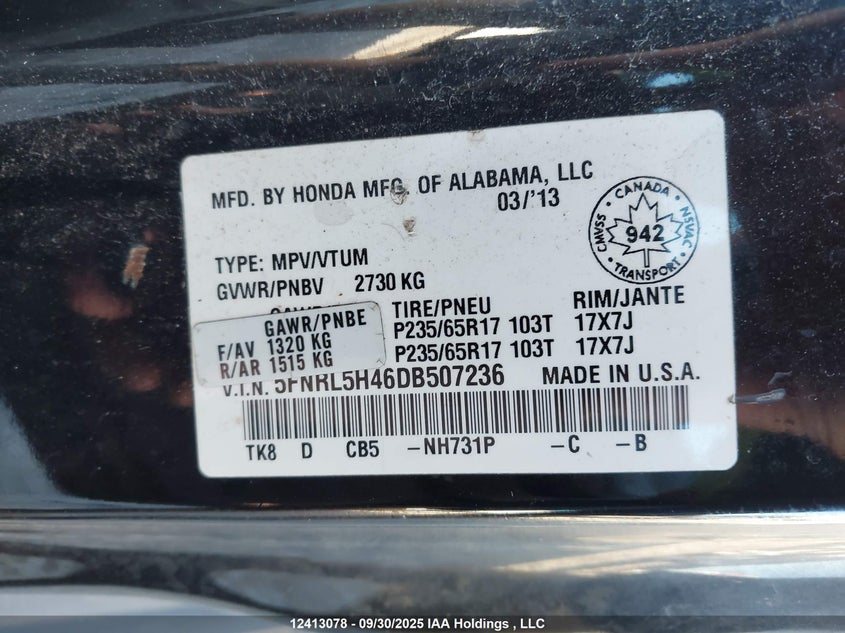 MFD. BY HONDA MFG. OF ALABAMA, LLC
03/'13
CMVSS • CANADA • NSVAC • TRANSPORT •
942
TYPE: MPV/VTUM
GVWR/PNBV 2730 KG
TIRE/PNEU RIM/JANTE
GAWR/PNBE
F/AV 1320 KG P235/65R17 103T 17X7J
R/AR 1515 KG P235/65R17 103T 17X7J
V.I.N. 5FNRL5H46DB507236 MADE IN U.S.A.
TK8 D CB5 -NH731P -C -B
12413078 - 09/30/2025 IAA Holdings , LLC